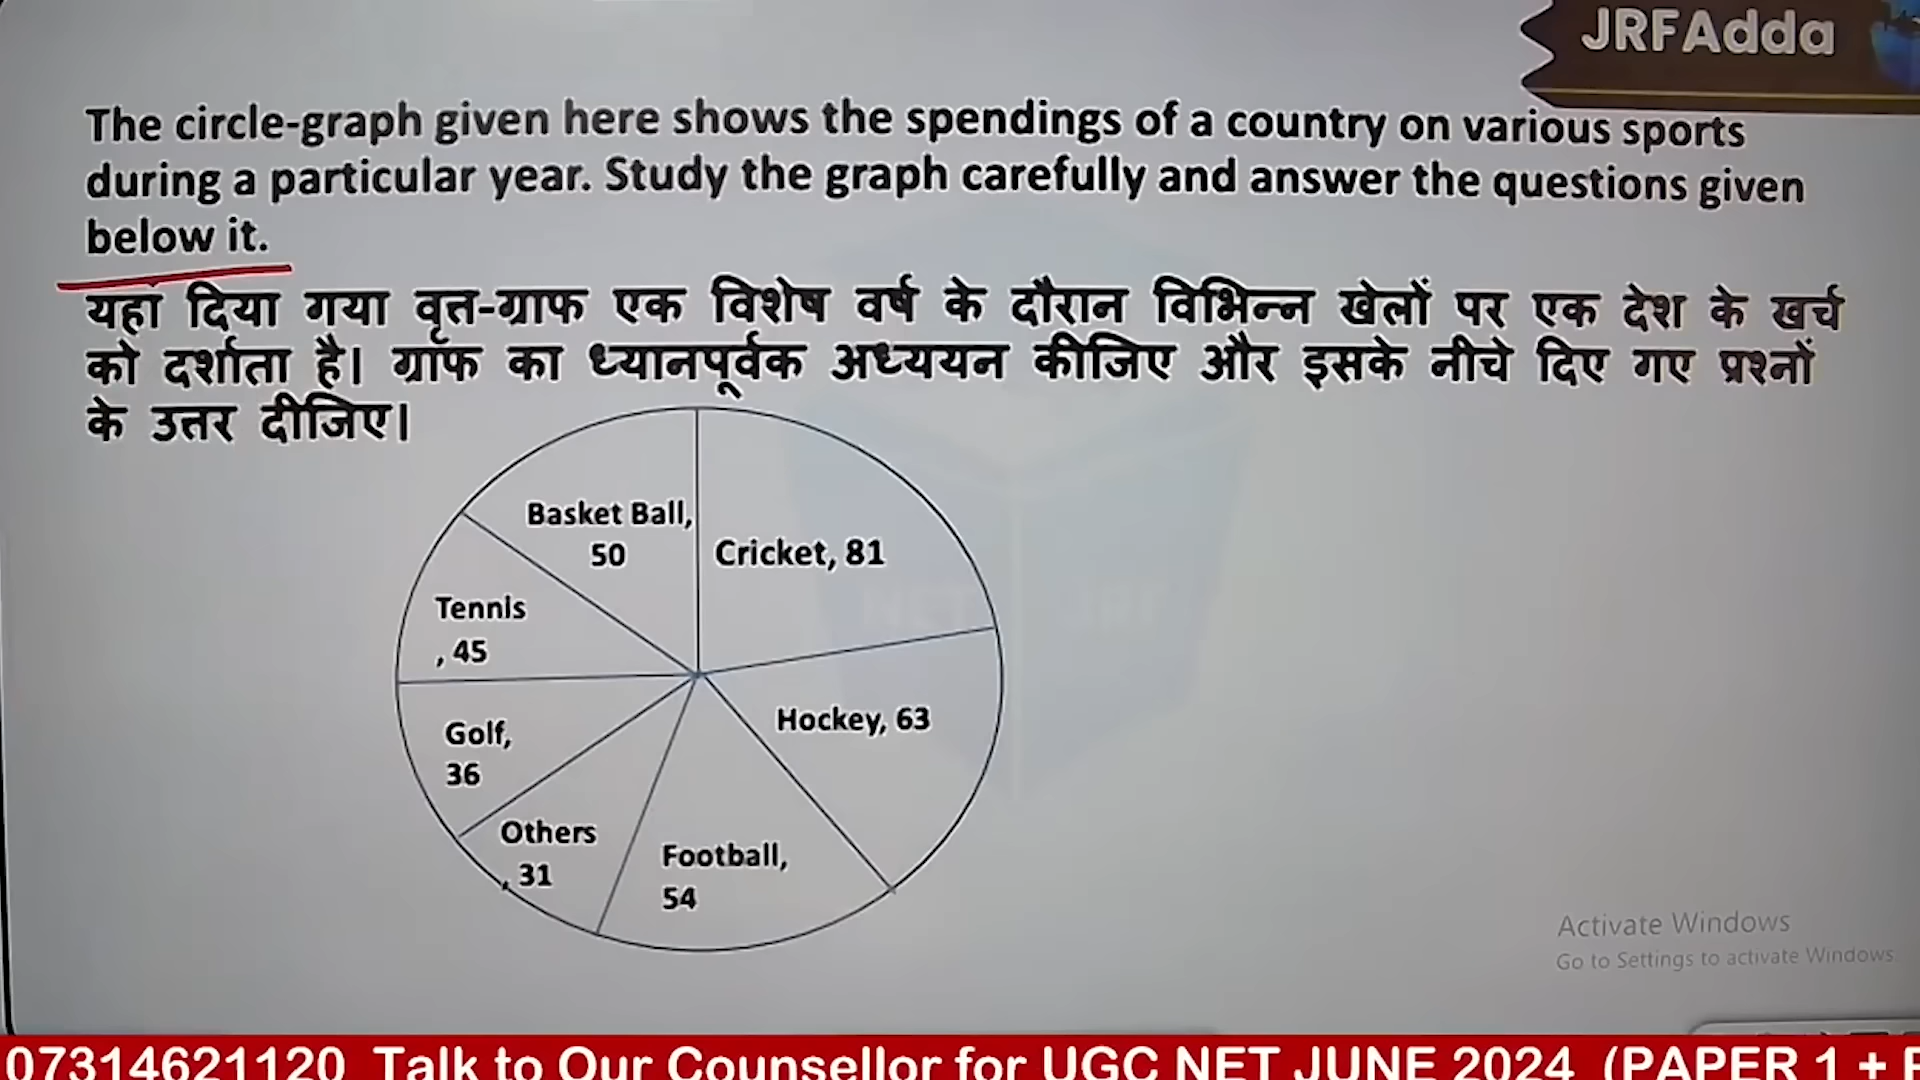 JRFAdda
The circle-graph given here shows the spendings of a country on various sports
during a particular year. Study the graph carefully and answer the questions given
below it.
यहां दिया गया वृत्त-ग्राफ एक विशेष वर्ष के दौरान विभिन्न खेलों पर एक देश के खर्च
को दर्शाता है। ग्राफ का ध्यानपूर्वक अध्ययन कीजिए और इसके नीचे दिए गए प्रश्नों
के उत्तर दीजिए।
Basket Ball,
50
Cricket, 81
Tennis
, 45
Hockey, 63
Golf,
36
Others
, 31
Football,
54
Activate Windows
Go to Settings to activate Windows.
07314621120 Talk to Our Counsellor for UGC NET JUNE 2024 (PAPER 1 +